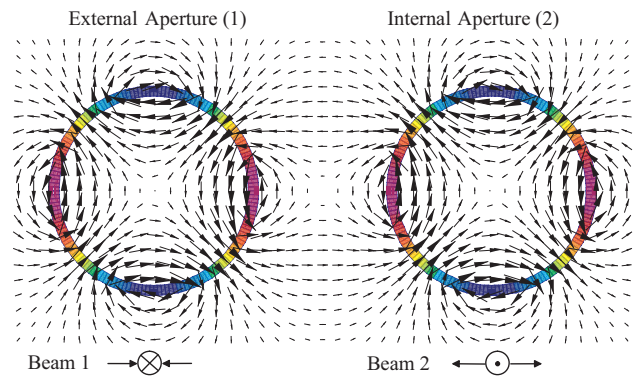 External Aperture (1)
Internal Aperture (2)
Beam 1
Beam 2